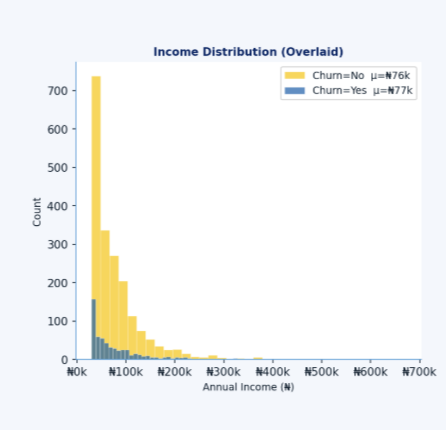 Income Distribution (Overlaid)
Churn=No μ=₦76k
Churn=Yes μ=₦77k
700
600
500
400
300
200
100
0
Count
₦0k ₦100k ₦200k ₦300k ₦400k ₦500k ₦600k ₦700k
Annual Income (₦)